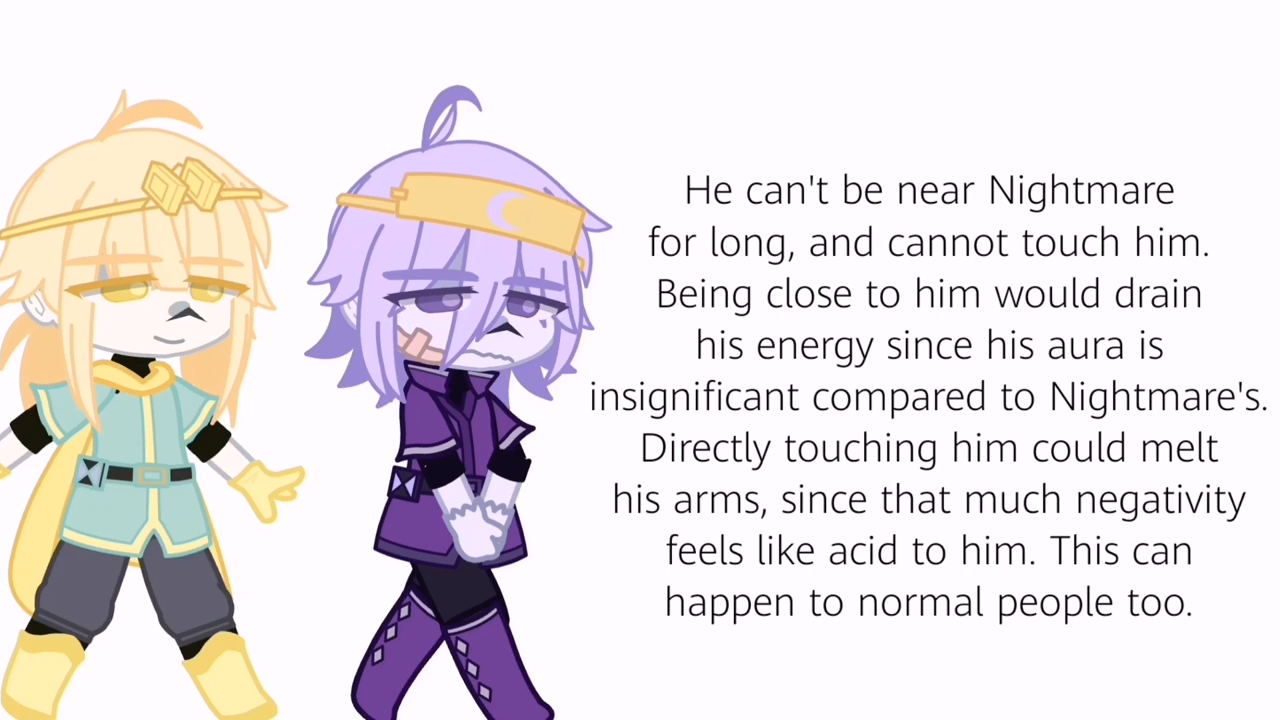 He can't be near Nightmare
for long, and cannot touch him.
Being close to him would drain
his energy since his aura is
insignificant compared to Nightmare's.
Directly touching him could melt
his arms, since that much negativity
feels like acid to him. This can
happen to normal people too.